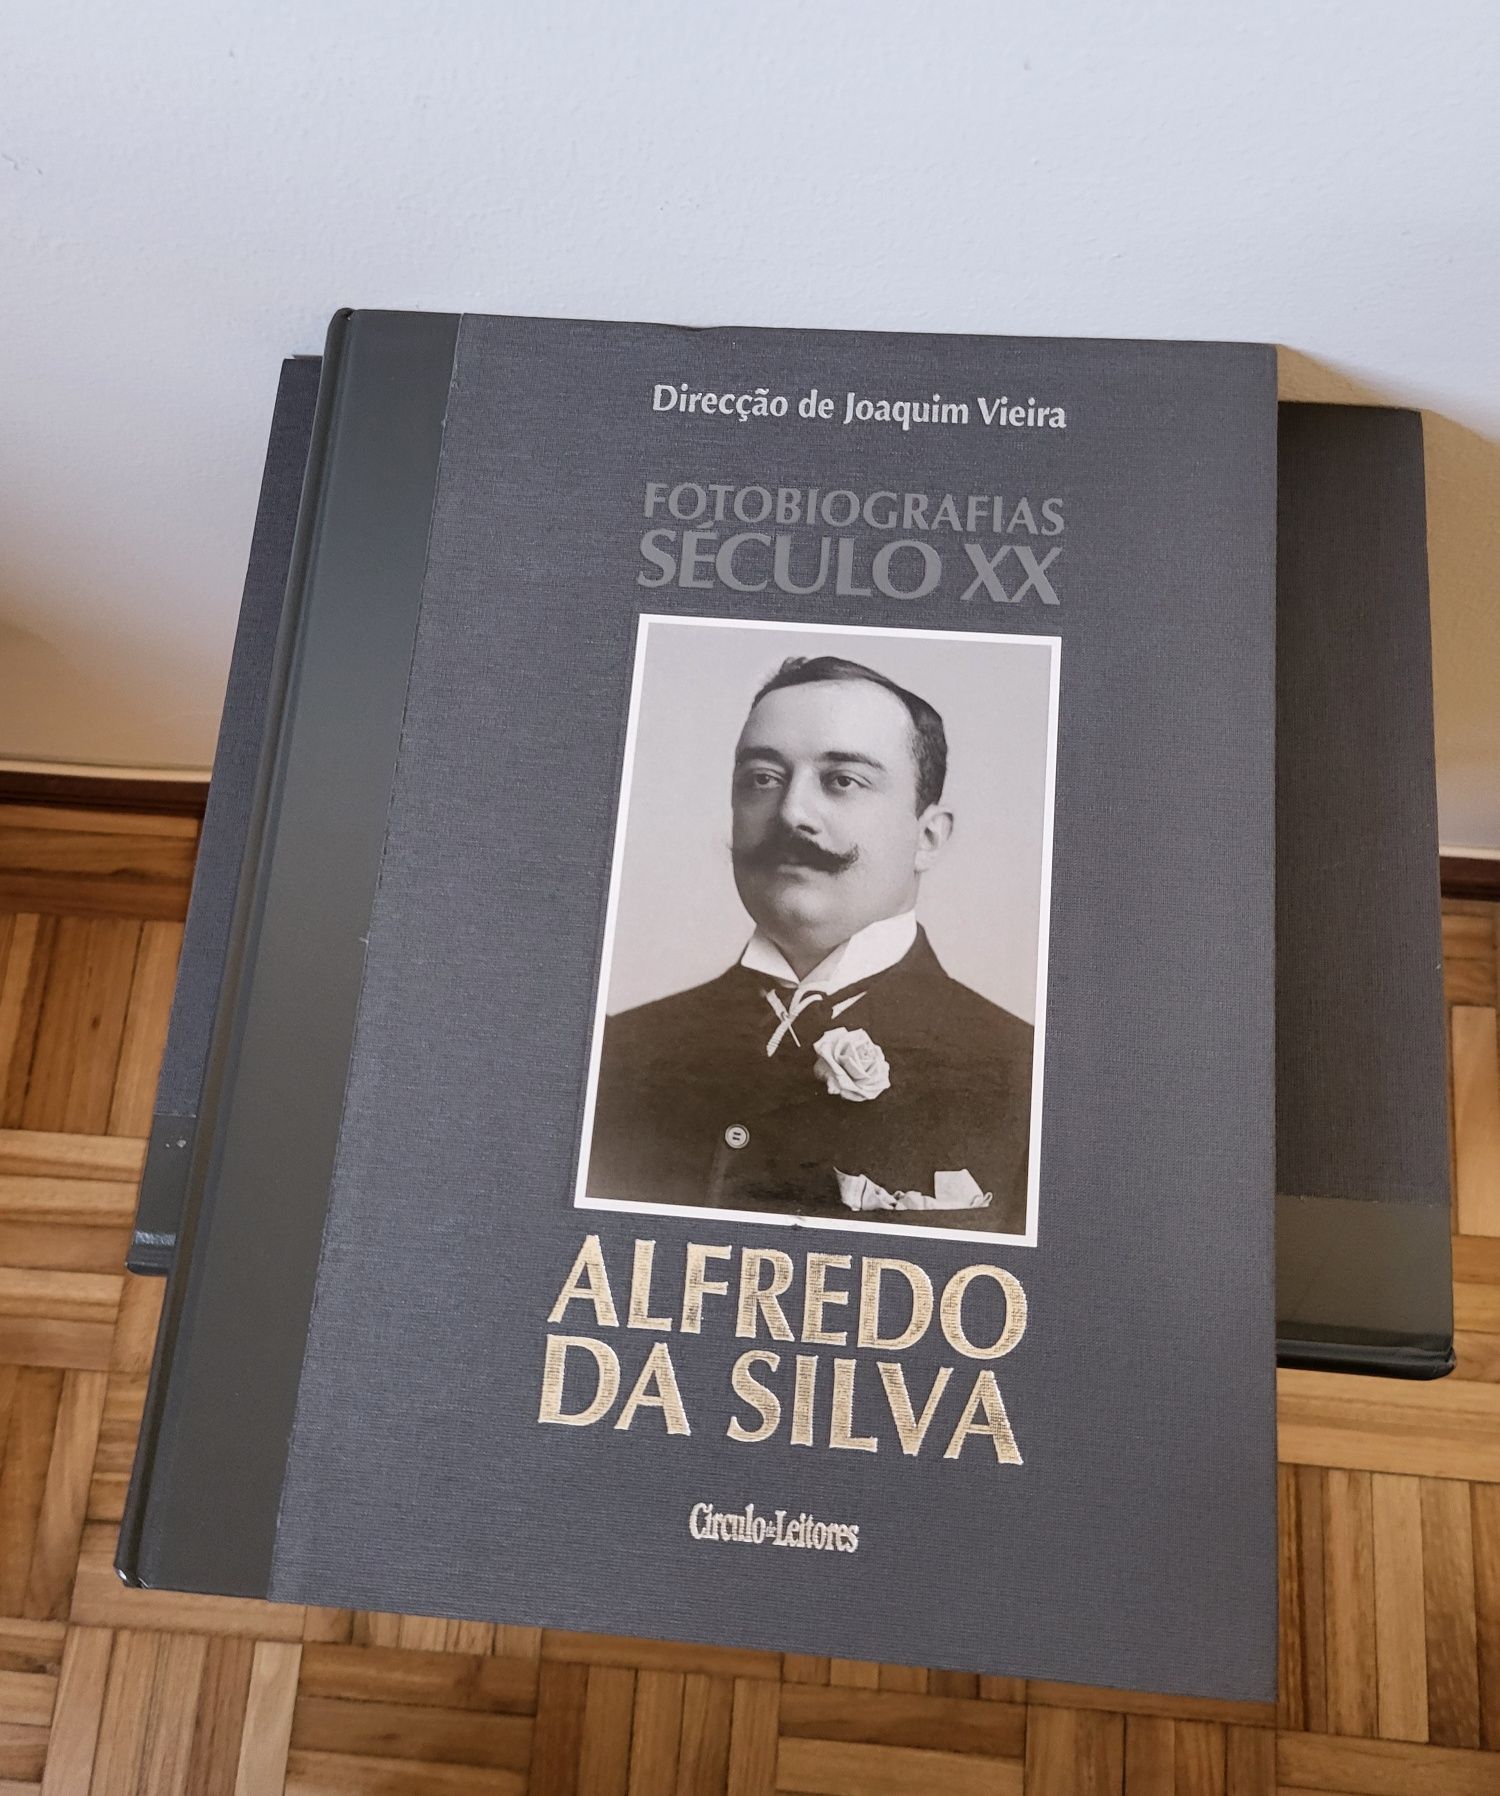 Direcção de Joaquim Vieira
FOTOBIOGRAFIAS
SÉCULO XX
ALFREDO
DA SILVA
Círculo de Leitores